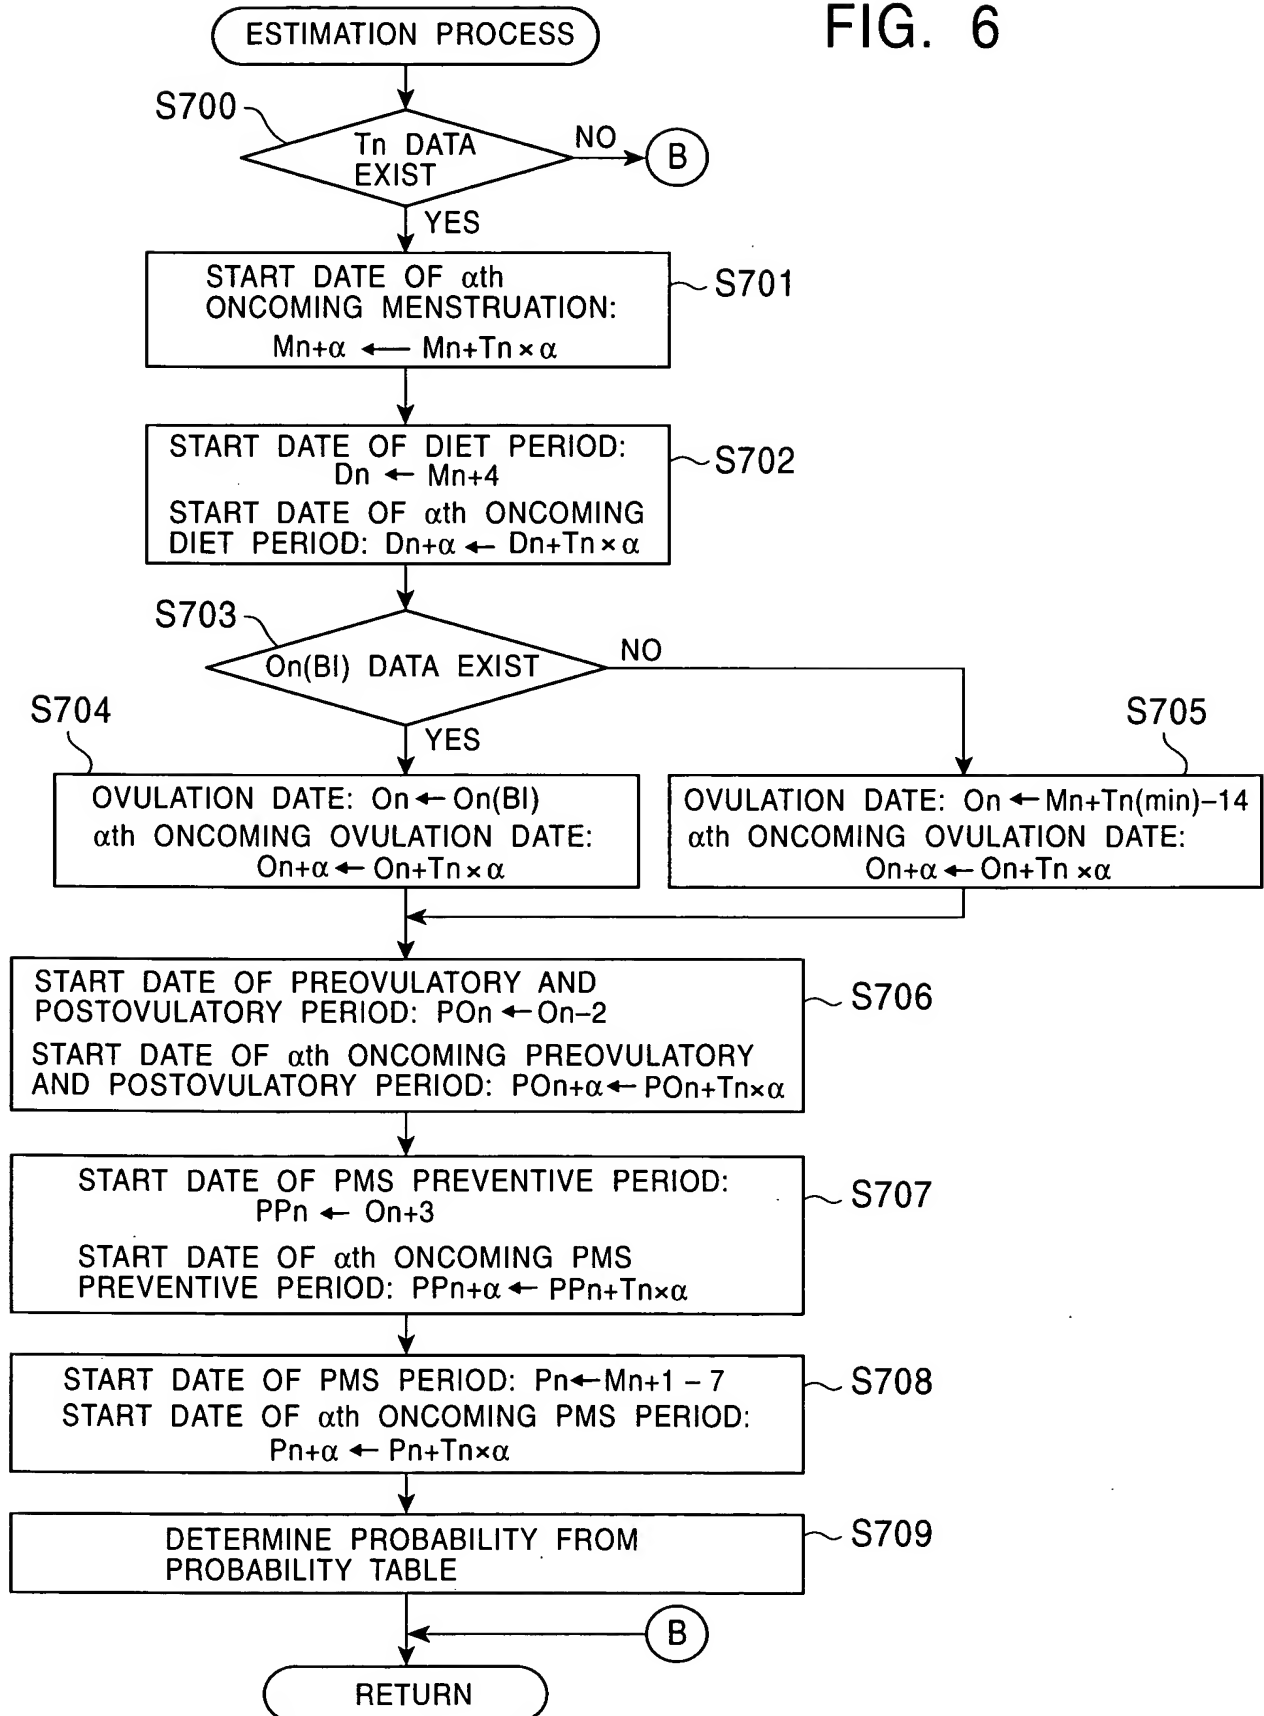 FIG. 6
ESTIMATION PROCESS
S700
Tn DATA
EXIST
NO
B
YES
START DATE OF αth
ONCOMING MENSTRUATION:
Mn+α ← Mn+Tn×α
S701
START DATE OF DIET PERIOD:
Dn ← Mn+4
START DATE OF αth ONCOMING
DIET PERIOD: Dn+α ← Dn+Tn×α
S702
S703
On(BI) DATA EXIST
NO
YES
S704
OVULATION DATE: On ← On(BI)
αth ONCOMING OVULATION DATE:
On+α ← On+Tn×α
S705
OVULATION DATE: On ← Mn+Tn(min)−14
αth ONCOMING OVULATION DATE:
On+α ← On+Tn ×α
START DATE OF PREOVULATORY AND
POSTOVULATORY PERIOD: POn ← On−2
START DATE OF αth ONCOMING PREOVULATORY
AND POSTOVULATORY PERIOD: POn+α ← POn+Tn×α
S706
START DATE OF PMS PREVENTIVE PERIOD:
PPn ← On+3
START DATE OF αth ONCOMING PMS
PREVENTIVE PERIOD: PPn+α ← PPn+Tn×α
S707
START DATE OF PMS PERIOD: Pn←Mn+1 − 7
START DATE OF αth ONCOMING PMS PERIOD:
Pn+α ← Pn+Tn×α
S708
DETERMINE PROBABILITY FROM
PROBABILITY TABLE
S709
B
RETURN